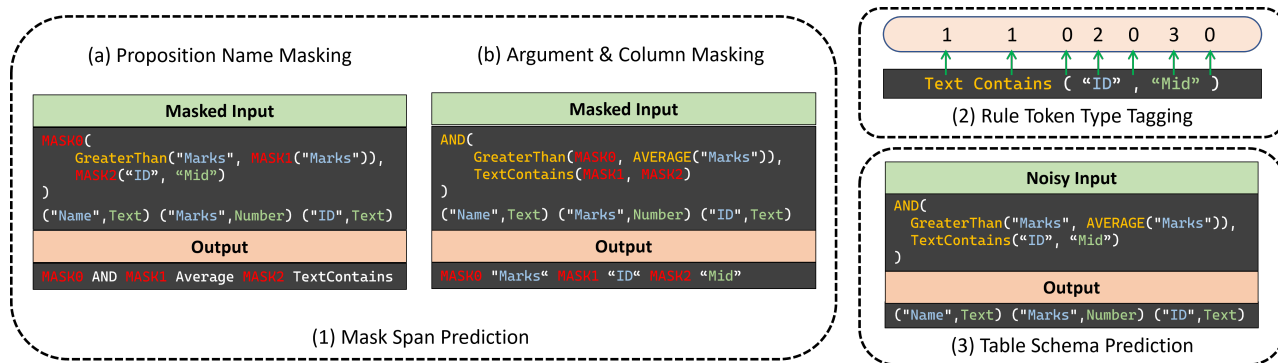 (a) Proposition Name Masking
Masked Input
MASK0(
GreaterThan("Marks", MASK1("Marks")),
MASK2(“ID”, “Mid”)
)
("Name",Text) ("Marks",Number) ("ID",Text)
Output
MASK0 AND MASK1 Average MASK2 TextContains
(b) Argument & Column Masking
Masked Input
AND(
GreaterThan(MASK0, AVERAGE("Marks")),
TextContains(MASK1, MASK2)
)
("Name",Text) ("Marks",Number) ("ID",Text)
Output
MASK0 "Marks“ MASK1 “ID“ MASK2 “Mid”
(1) Mask Span Prediction
1 1 0 2 0 3 0
Text Contains ( “ID” , “Mid” )
(2) Rule Token Type Tagging
Noisy Input
AND(
GreaterThan("Marks", AVERAGE("Marks")),
TextContains(“ID”, “Mid”)
)
Output
("Name",Text) ("Marks",Number) ("ID",Text)
(3) Table Schema Prediction